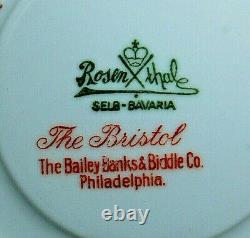 Rosenthal
SELB-BAVARIA
The Bristol
The Bailey Banks & Biddle Co.
Philadelphia.